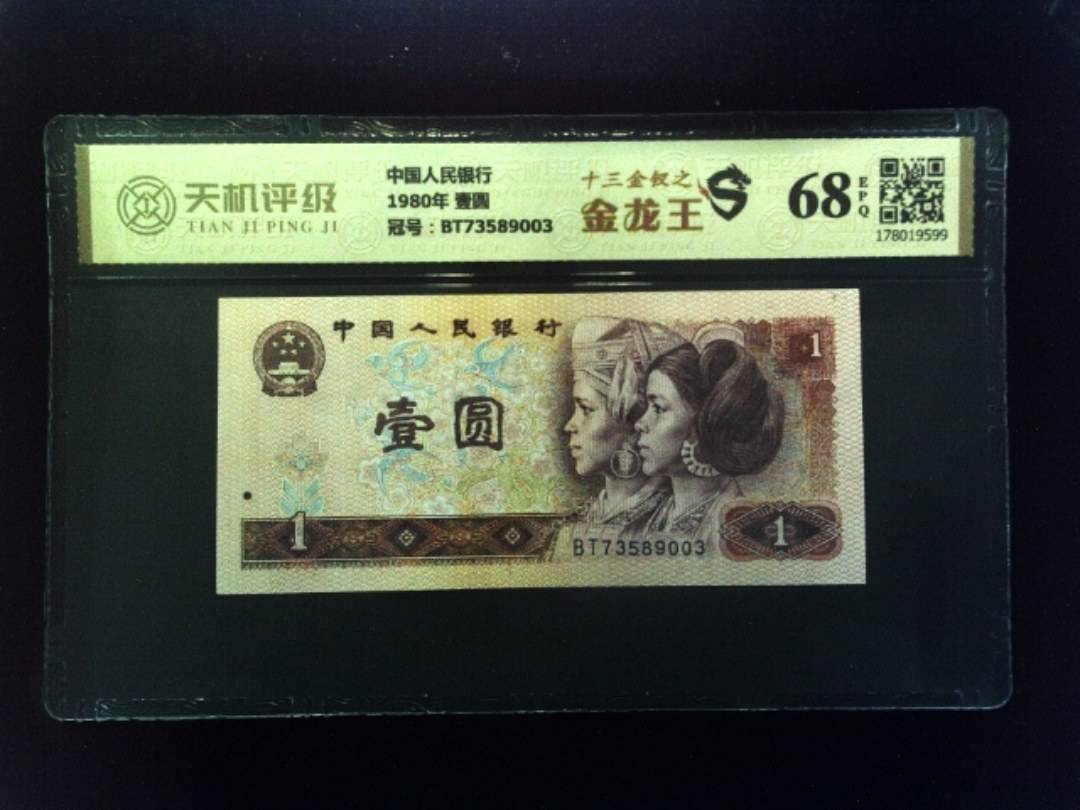 天机评级
TIAN JI PING JI
中国人民银行
1980年 壹圆
冠号：BT73589003
十三金钗之
金龙王
S
68
EPQ
178019599
中国人民银行
1
壹圆
1
BT73589003
1